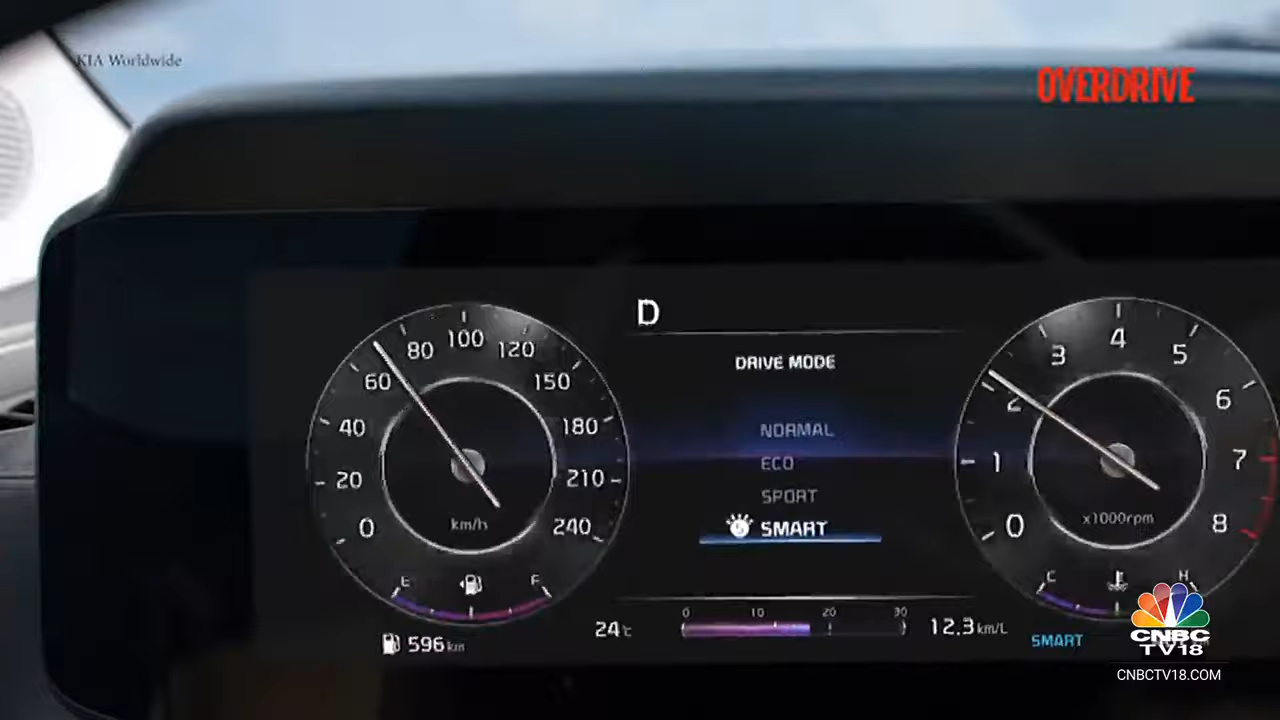 KIA Worldwide
OVERDRIVE
D
DRIVE MODE
NORMAL
ECO
SPORT
SMART
0
20
40
60
80
100
120
150
180
210
240
km/h
E
F
596 km
0
1
2
3
4
5
6
7
8
x1000rpm
C
H
24℃
0 10 20 30
12.3 km/L
SMART
CNBC
TV18
CNBCTV18.COM